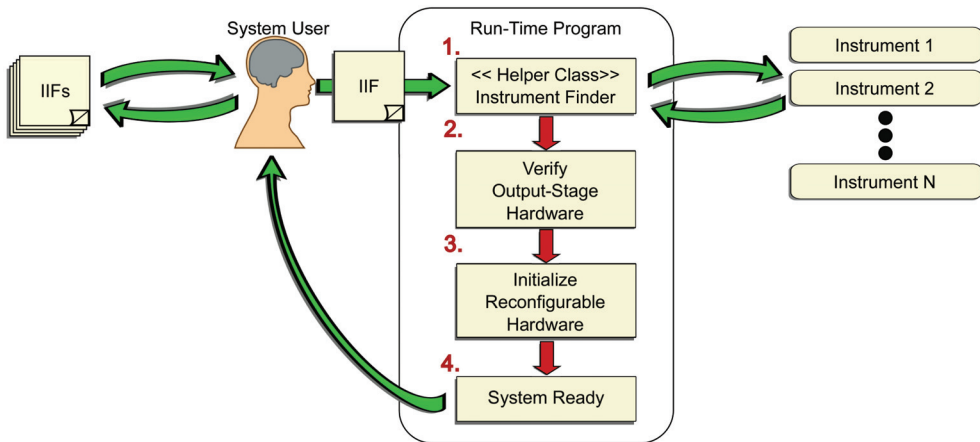 System User
IIFs
IIF
Run-Time Program
1.
<< Helper Class>>
Instrument Finder
2.
Verify
Output-Stage
Hardware
3.
Initialize
Reconfigurable
Hardware
4.
System Ready
Instrument 1
Instrument 2
Instrument N